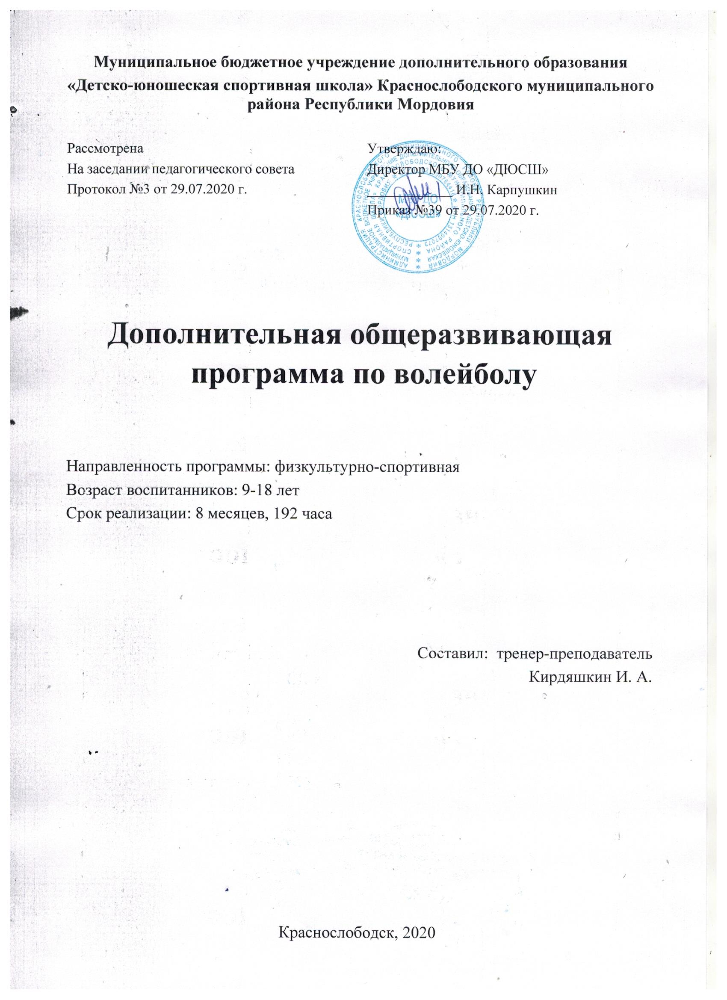 Муниципальное бюджетное учреждение дополнительного образования
«Детско-юношеская спортивная школа» Краснослободского муниципального
района Республики Мордовия
Рассмотрена
На заседании педагогического совета
Протокол №3 от 29.07.2020 г.
Утверждаю:
Директор МБУ ДО «ДЮСШ»
И.Н. Карпушкин
Приказ №39 от 29.07.2020 г.
МБУ ДО
«ДЮСШ»
Дополнительная общеразвивающая
программа по волейболу
Направленность программы: физкультурно-спортивная
Возраст воспитанников: 9-18 лет
Срок реализации: 8 месяцев, 192 часа
Составил: тренер-преподаватель
Кирдяшкин И. А.
Краснослободск, 2020